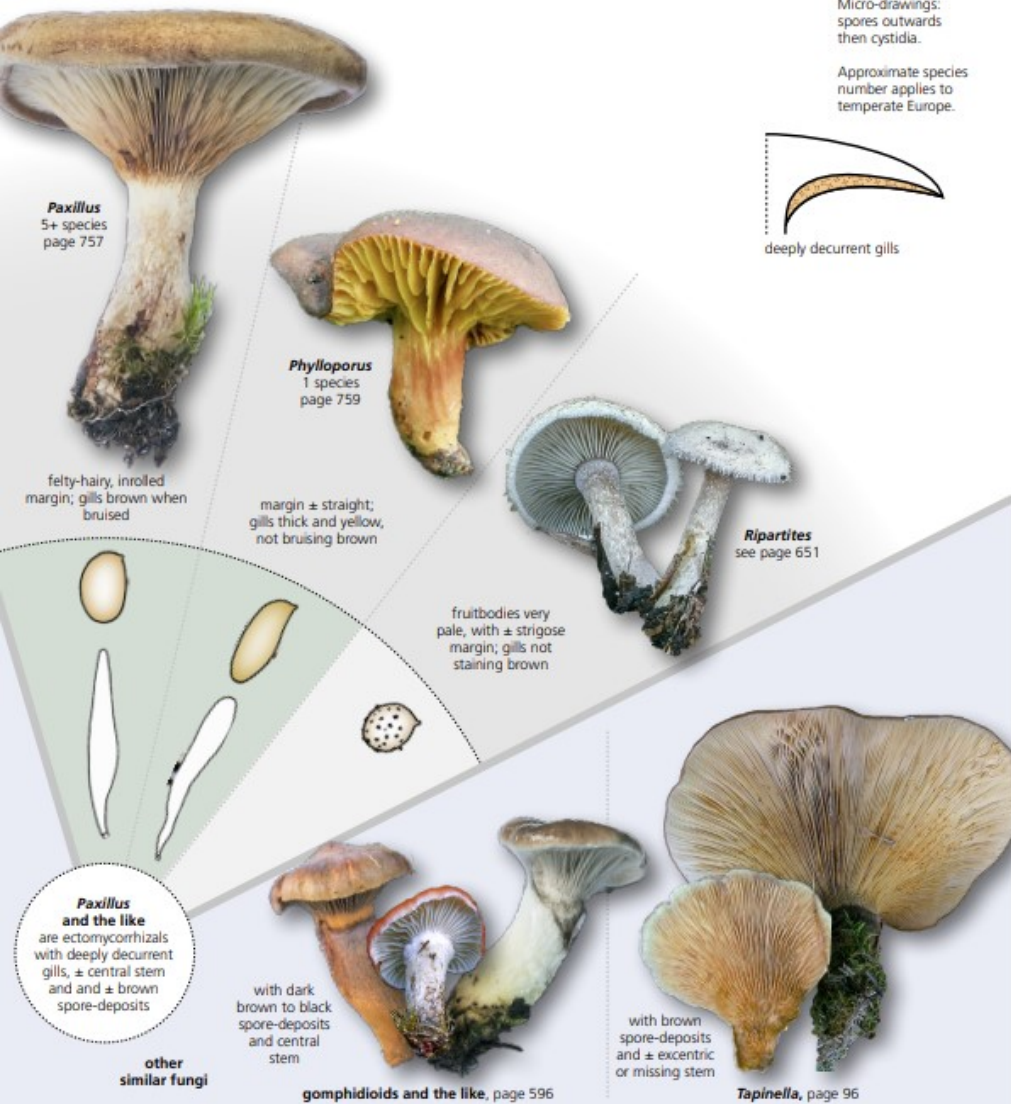 Micro-drawings:
spores outwards
then cystidia.
Approximate species
number applies to
temperate Europe.
deeply decurrent gills
Paxillus
5+ species
page 757
felty-hairy, inrolled
margin; gills brown when
bruised
Phylloporus
1 species
page 759
margin ± straight;
gills thick and yellow,
not bruising brown
Ripartites
see page 651
fruitbodies very
pale, with ± strigose
margin; gills not
staining brown
Paxillus
and the like
are ectomycorrhizals
with deeply decurrent
gills, ± central stem
and and ± brown
spore-deposits
other
similar fungi
with dark
brown to black
spore-deposits
and central
stem
gomphidioids and the like, page 596
with brown
spore-deposits
and ± excentric
or missing stem
Tapinella, page 96